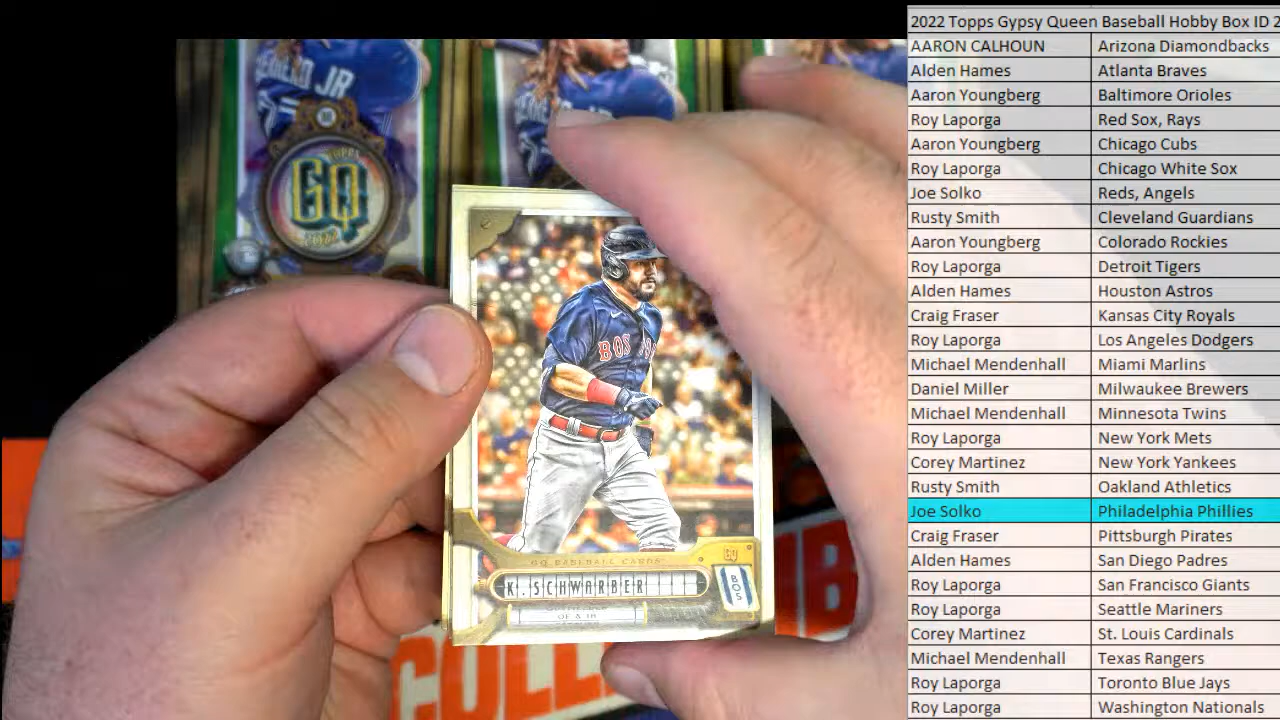 2022 Topps Gypsy Queen Baseball Hobby Box ID 2
AARON CALHOUN Arizona Diamondbacks
Alden Hames Atlanta Braves
Aaron Youngberg Baltimore Orioles
Roy Laporga Red Sox, Rays
Aaron Youngberg Chicago Cubs
Roy Laporga Chicago White Sox
Joe Solko Reds, Angels
Rusty Smith Cleveland Guardians
Aaron Youngberg Colorado Rockies
Roy Laporga Detroit Tigers
Alden Hames Houston Astros
Craig Fraser Kansas City Royals
Roy Laporga Los Angeles Dodgers
Michael Mendenhall Miami Marlins
Daniel Miller Milwaukee Brewers
Michael Mendenhall Minnesota Twins
Roy Laporga New York Mets
Corey Martinez New York Yankees
Rusty Smith Oakland Athletics
Joe Solko Philadelphia Phillies
Craig Fraser Pittsburgh Pirates
Alden Hames San Diego Padres
Roy Laporga San Francisco Giants
Roy Laporga Seattle Mariners
Corey Martinez St. Louis Cardinals
Michael Mendenhall Texas Rangers
Roy Laporga Toronto Blue Jays
Roy Laporga Washington Nationals
JR
TOPPS
GQ
BOS
GQ
GQ BASEBALL CARDS
K. SCHWARBER
BOS
COLL